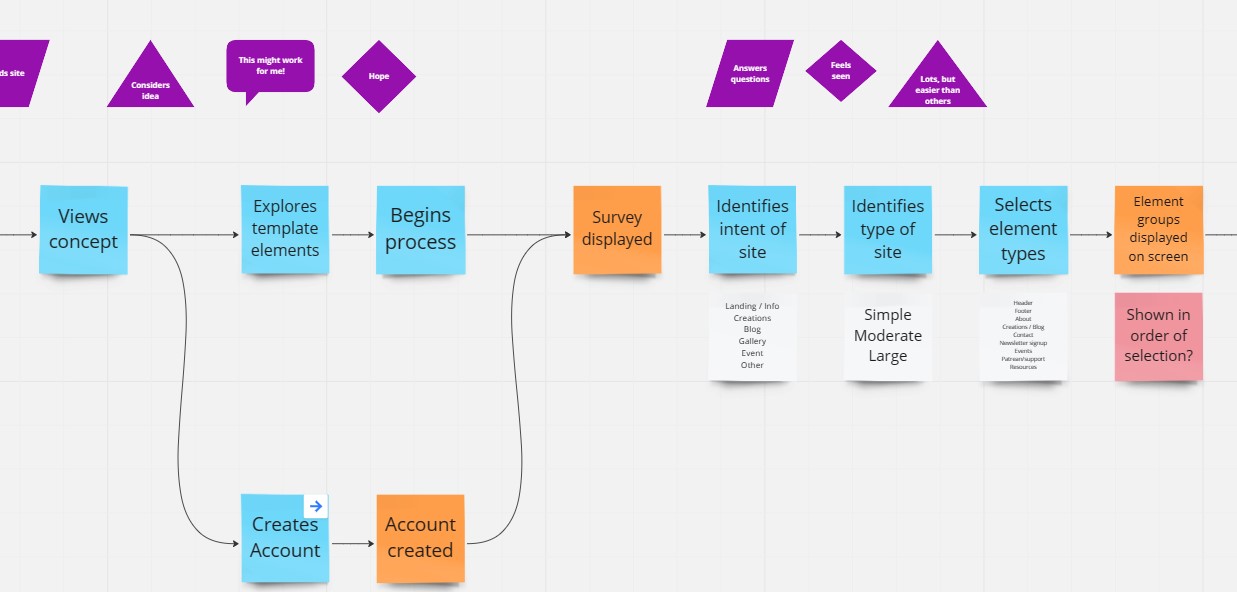 ds site
Considers
idea
This might work
for me!
Hope
Answers
questions
Feels
seen
Lots, but
easier than
others
Views
concept
Explores
template
elements
Begins
process
Survey
displayed
Identifies
intent of
site
Identifies
type of
site
Selects
element
types
Element
groups
displayed
on screen
Landing / Info
Creations
Blog
Gallery
Event
Other
Simple
Moderate
Large
Header
Footer
About
Creations / Blog
Contact
Newsletter signup
Events
Patrean/support
Resources
Shown in
order of
selection?
Creates
Account
Account
created